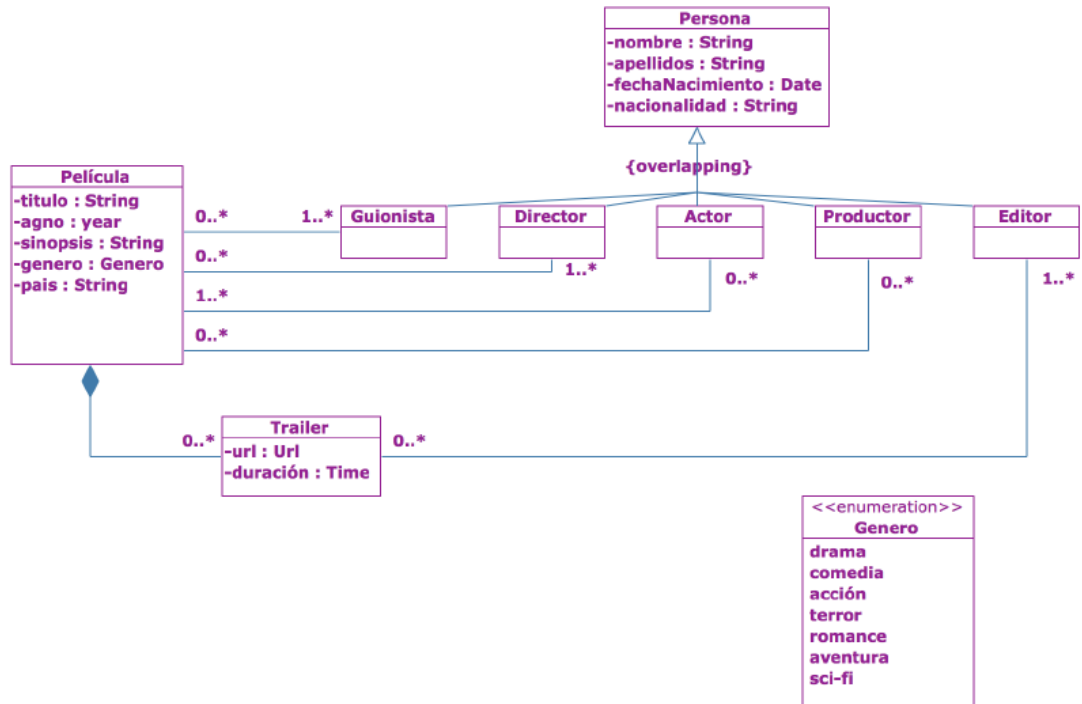 Persona
-nombre : String
-apellidos : String
-fechaNacimiento : Date
-nacionalidad : String
{overlapping}
Película
-titulo : String
-agno : year
-sinopsis : String
-genero : Genero
-pais : String
0..*
1..*
Guionista
Director
Actor
Productor
Editor
0..*
1..*
1..*
0..*
0..*
0..*
1..*
0..*
Trailer
-url : Url
-duración : Time
0..*
<<enumeration>>
Genero
drama
comedia
acción
terror
romance
aventura
sci-fi